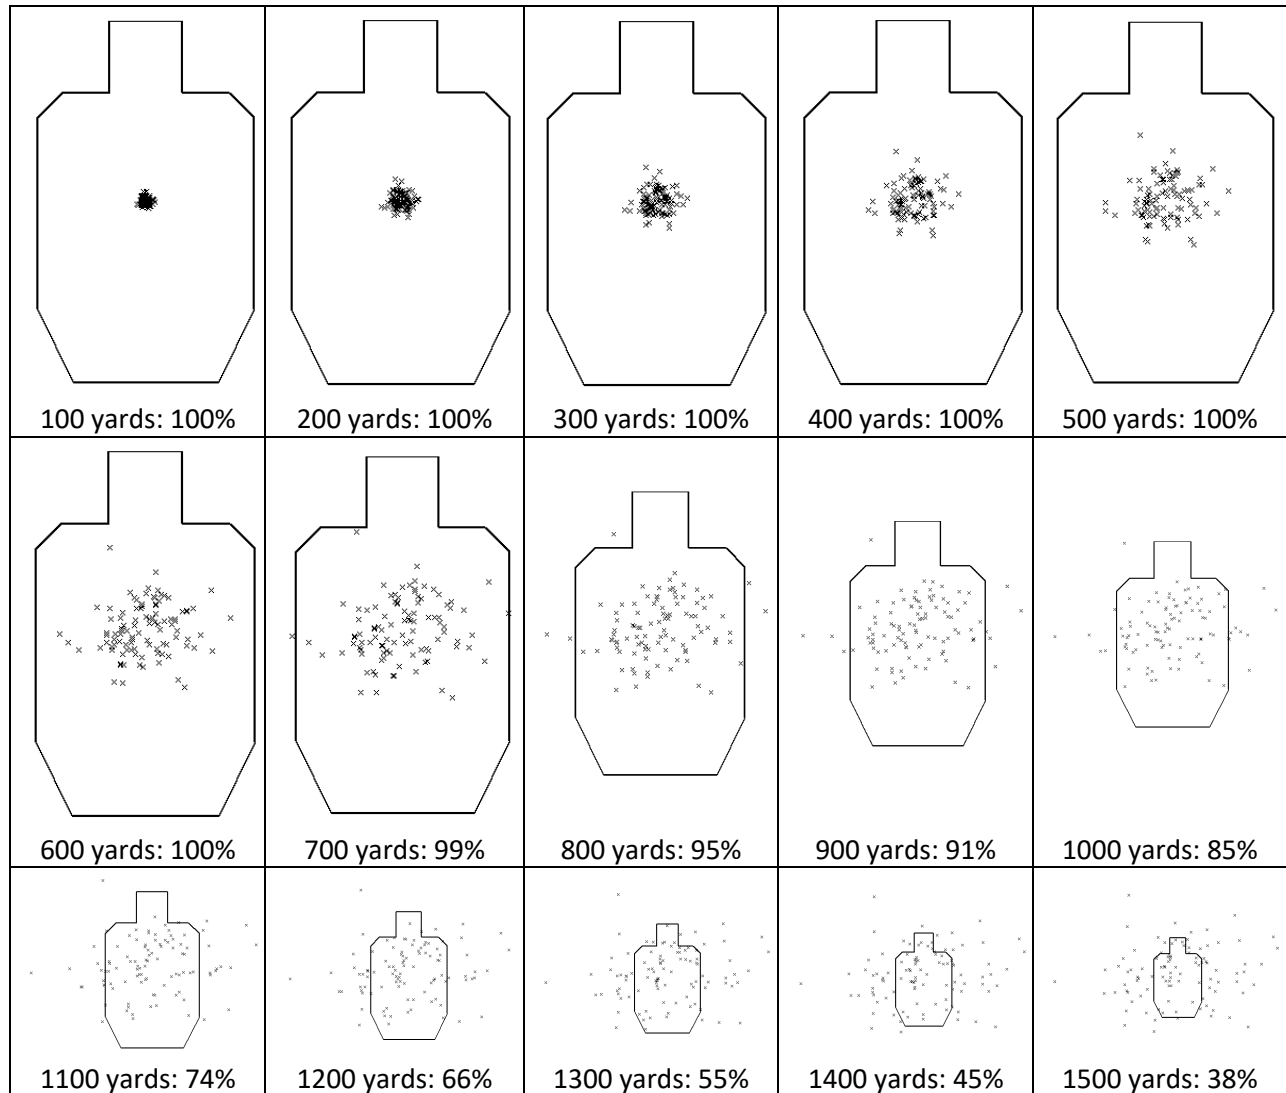 100 yards: 100%
200 yards: 100%
300 yards: 100%
400 yards: 100%
500 yards: 100%
600 yards: 100%
700 yards: 99%
800 yards: 95%
900 yards: 91%
1000 yards: 85%
1100 yards: 74%
1200 yards: 66%
1300 yards: 55%
1400 yards: 45%
1500 yards: 38%